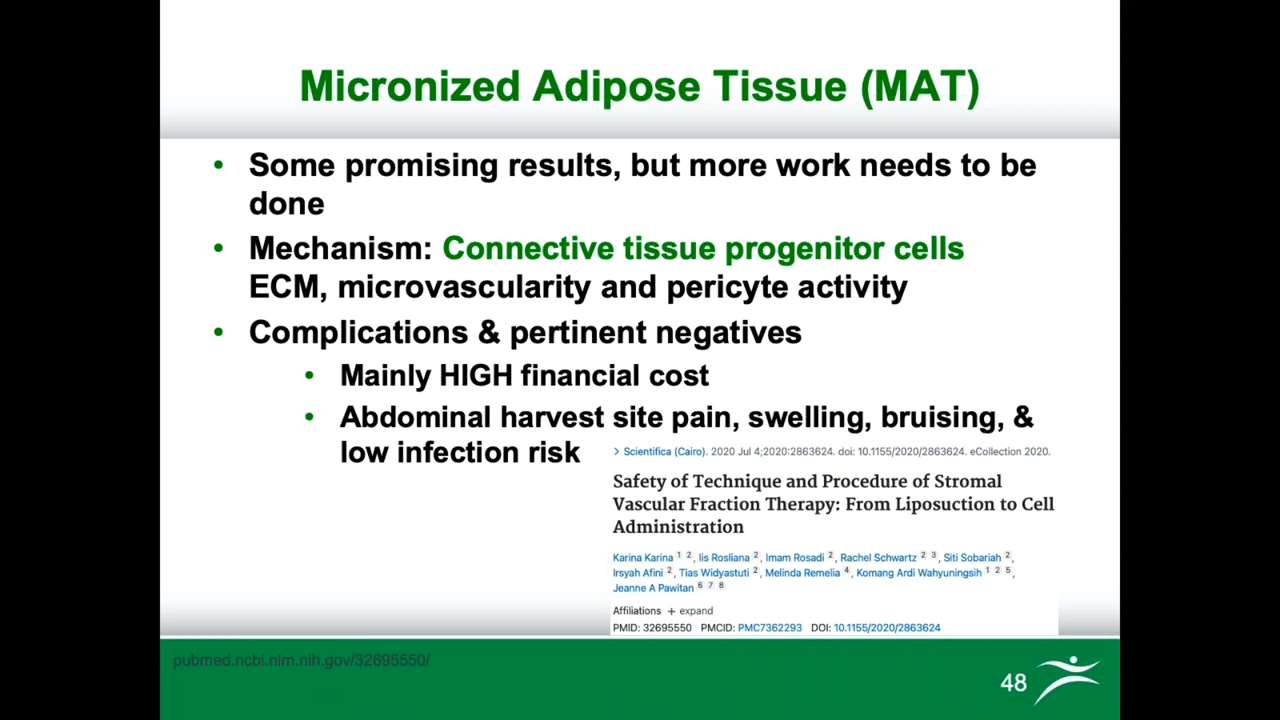 Micronized Adipose Tissue (MAT)
• Some promising results, but more work needs to be
done
• Mechanism: Connective tissue progenitor cells
ECM, microvascularity and pericyte activity
• Complications & pertinent negatives
• Mainly HIGH financial cost
• Abdominal harvest site pain, swelling, bruising, &
low infection risk
> Scientifica (Cairo). 2020 Jul 4;2020:2863624. doi: 10.1155/2020/2863624. eCollection 2020.
Safety of Technique and Procedure of Stromal
Vascular Fraction Therapy: From Liposuction to Cell
Administration
Karina Karina 1 2, Iis Rosliana 2, Imam Rosadi 2, Rachel Schwartz 2 3, Siti Sobariah 2,
Irsyah Afini 2, Tias Widyastuti 2, Melinda Remelia 4, Komang Ardi Wahyuningsih 1 2 5,
Jeanne A Pawitan 6 7 8
Affiliations + expand
PMID: 32695550 PMCID: PMC7362293 DOI: 10.1155/2020/2863624
pubmed.ncbi.nlm.nih.gov/32695550/
48